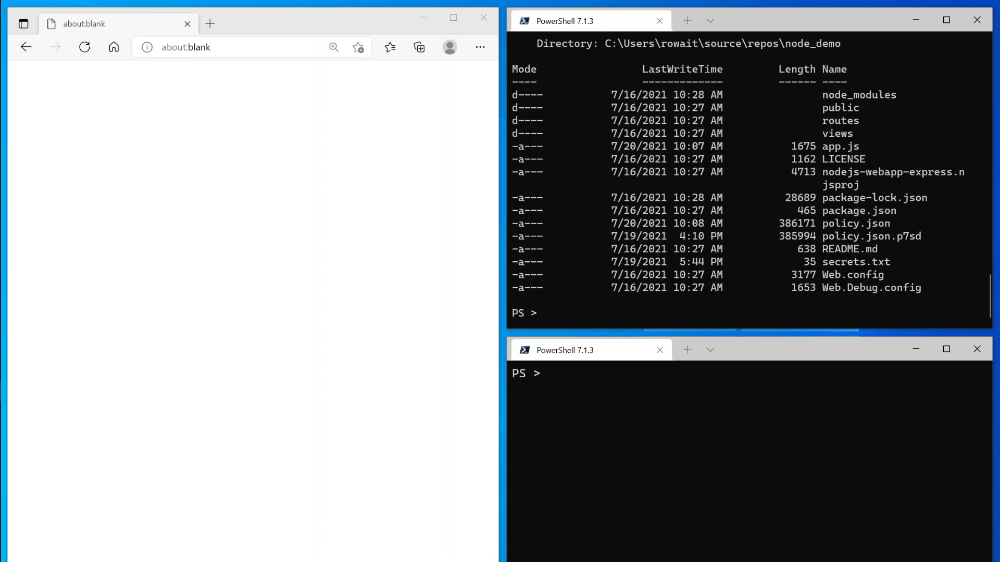 about:blank
about:blank
PowerShell 7.1.3
Directory: C:\Users\rowait\source\repos\node_demo
Mode LastWriteTime Length Name
---- ------------- ------ ----
d---- 7/16/2021 10:28 AM node_modules
d---- 7/16/2021 10:27 AM public
d---- 7/16/2021 10:27 AM routes
d---- 7/16/2021 10:27 AM views
-a--- 7/20/2021 10:07 AM 1675 app.js
-a--- 7/16/2021 10:27 AM 1162 LICENSE
-a--- 7/16/2021 10:27 AM 4713 nodejs-webapp-express.n
jsproj
-a--- 7/16/2021 10:28 AM 28689 package-lock.json
-a--- 7/16/2021 10:27 AM 465 package.json
-a--- 7/20/2021 10:08 AM 386171 policy.json
-a--- 7/19/2021 4:10 PM 385994 policy.json.p7sd
-a--- 7/16/2021 10:27 AM 638 README.md
-a--- 7/19/2021 5:44 PM 35 secrets.txt
-a--- 7/16/2021 10:27 AM 3177 Web.config
-a--- 7/16/2021 10:27 AM 1653 Web.Debug.config
PS >
PowerShell 7.1.3
PS >